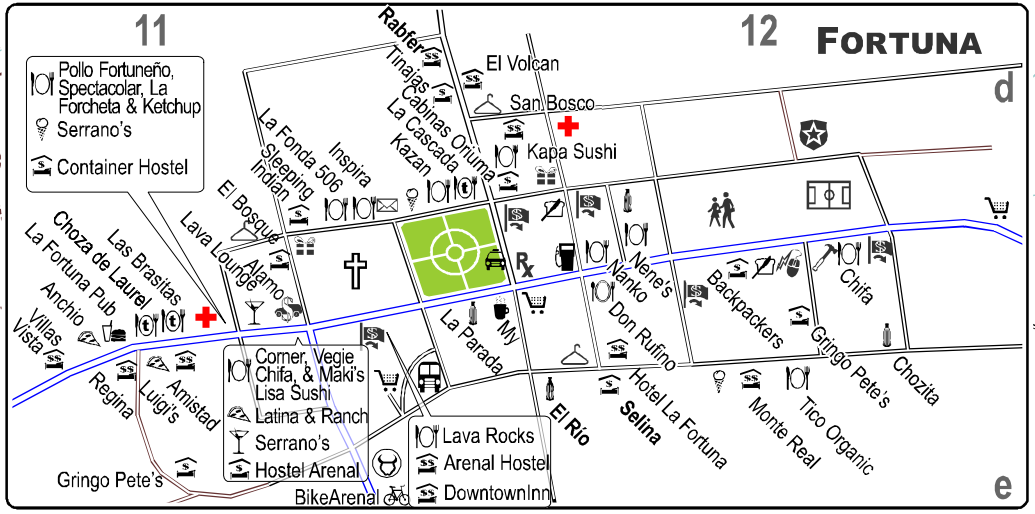 11
12
FORTUNA
d
e
Pollo Fortuneño,
Spectacolar, La
Forcheta & Ketchup
Serrano's
Container Hostel
Rabfer
Tinajas
El Volcan
Cabinas Oriuma
San Bosco
La Cascada
Kazan
Kapa Sushi
Inspira
La Fonda 506
Sleeping
Indian
El Bosque
Alamo
Lava
Lounge
Las Brasitas
Choza de Laurel
La Fortuna Pub
Anchio
Villas
Vista
Regina
Luigi's
Amistad
Gringo Pete's
Corner, Vegie
Chifa, & Maki's
Lisa Sushi
Latina & Ranch
Serrano's
Hostel Arenal
BikeArenal
Lava Rocks
Arenal Hostel
DowntownInn
La Parada
My
Rx
Nanko
Nene's
Don Rufino
Hotel La Fortuna
Selina
El Rio
Backpackers
Gringo Pete's
Chifa
Chozita
Monte Real
Tico Organic